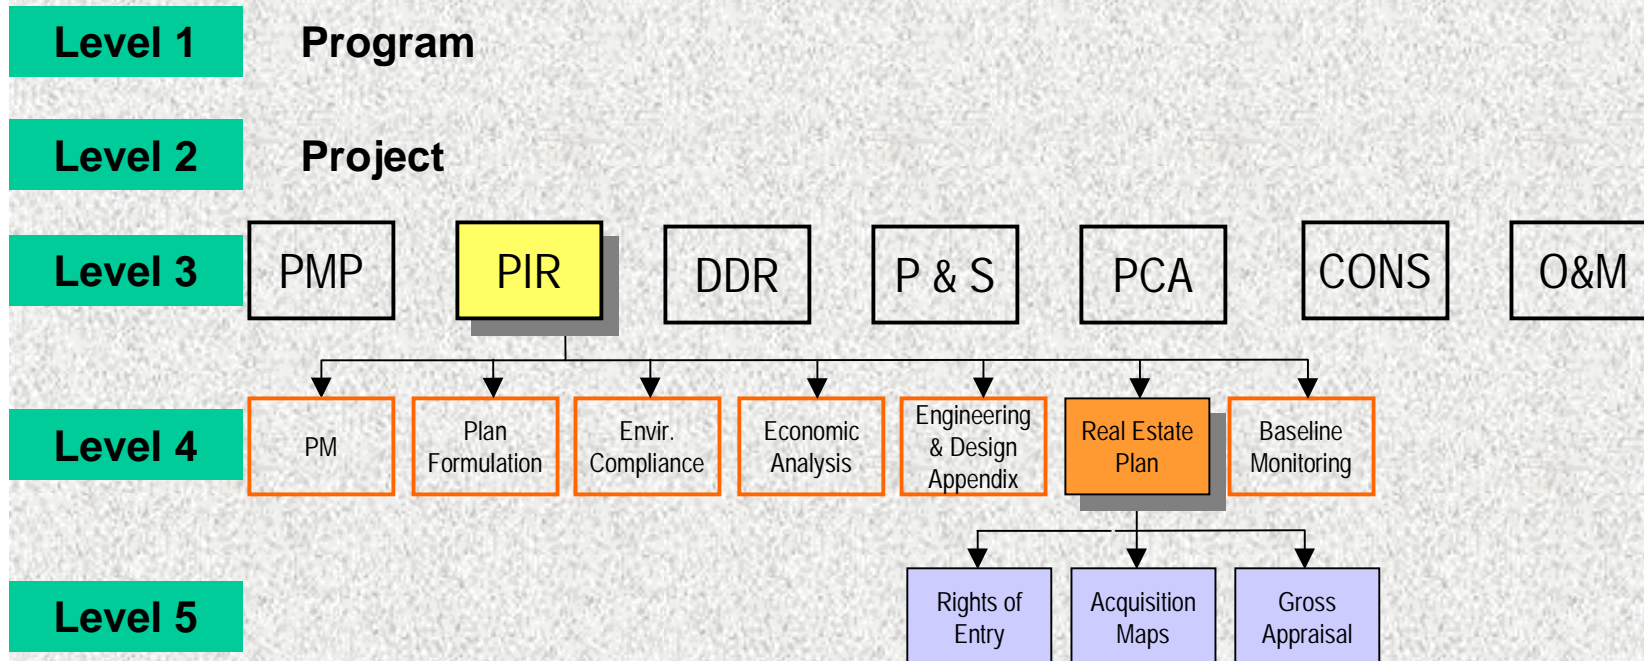 Level 1 Program
Level 2 Project
Level 3 PMP PIR DDR P & S PCA CONS O&M
Level 4
PM
Plan
Formulation
Envir.
Compliance
Economic
Analysis
Engineering
& Design
Appendix
Real Estate
Plan
Baseline
Monitoring
Level 5
Rights of
Entry
Acquisition
Maps
Gross
Appraisal